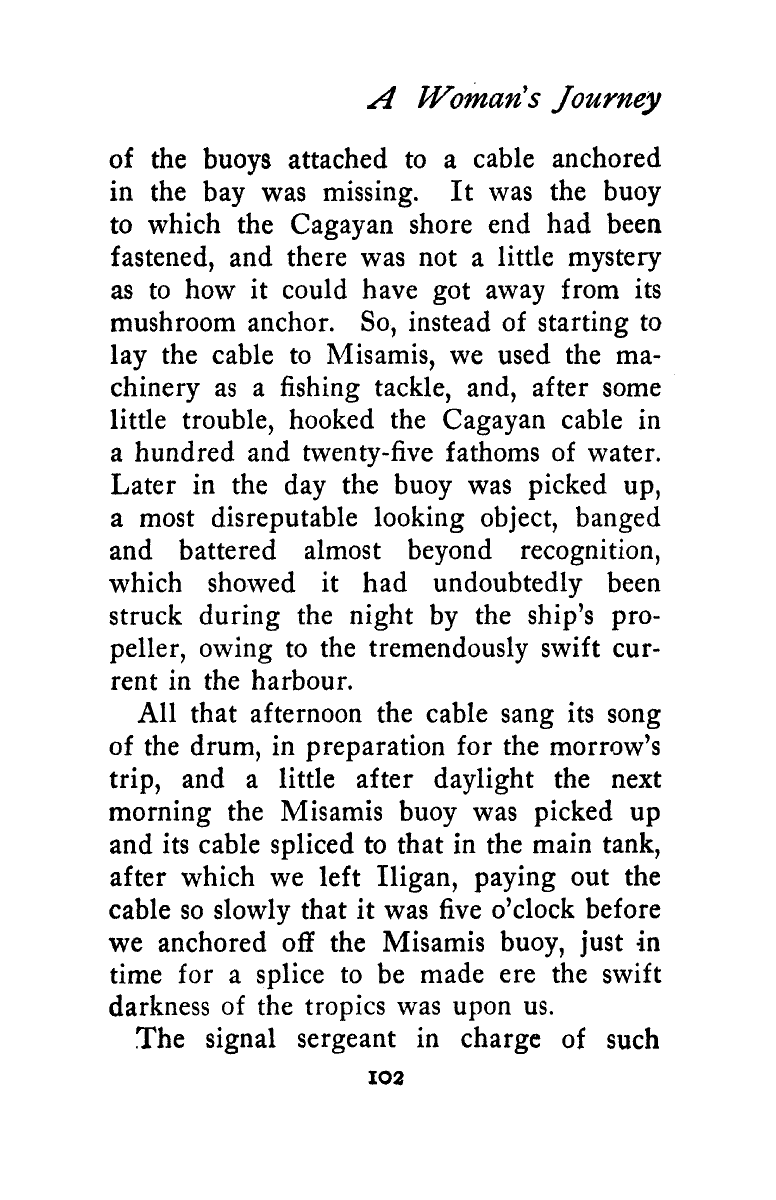 A Woman's Journey
of the buoys attached to a cable anchored
in the bay was missing. It was the buoy
to which the Cagayan shore end had been
fastened, and there was not a little mystery
as to how it could have got away from its
mushroom anchor. So, instead of starting to
lay the cable to Misamis, we used the ma-
chinery as a fishing tackle, and, after some
little trouble, hooked the Cagayan cable in
a hundred and twenty-five fathoms of water.
Later in the day the buoy was picked up,
a most disreputable looking object, banged
and battered almost beyond recognition,
which showed it had undoubtedly been
struck during the night by the ship's pro-
peller, owing to the tremendously swift cur-
rent in the harbour.
All that afternoon the cable sang its song
of the drum, in preparation for the morrow's
trip, and a little after daylight the next
morning the Misamis buoy was picked up
and its cable spliced to that in the main tank,
after which we left Iligan, paying out the
cable so slowly that it was five o'clock before
we anchored off the Misamis buoy, just in
time for a splice to be made ere the swift
darkness of the tropics was upon us.
The signal sergeant in charge of such
102